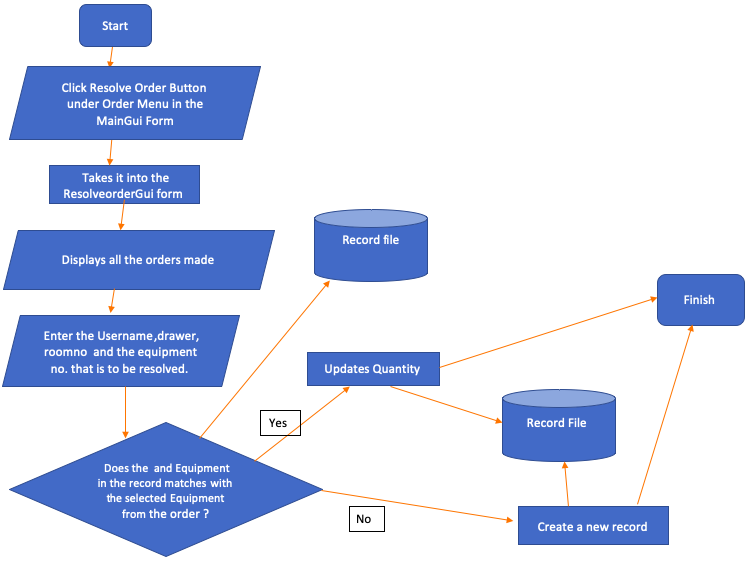 Start
Click Resolve Order Button
under Order Menu in the
MainGui Form
Takes it into the
ResolveorderGui form
Displays all the orders made
Enter the Username,drawer,
roomno and the equipment
no. that is to be resolved.
Does the and Equipment
in the record matches with
the selected Equipment
from the order ?
Record file
Yes
Updates Quantity
Record File
Finish
No
Create a new record